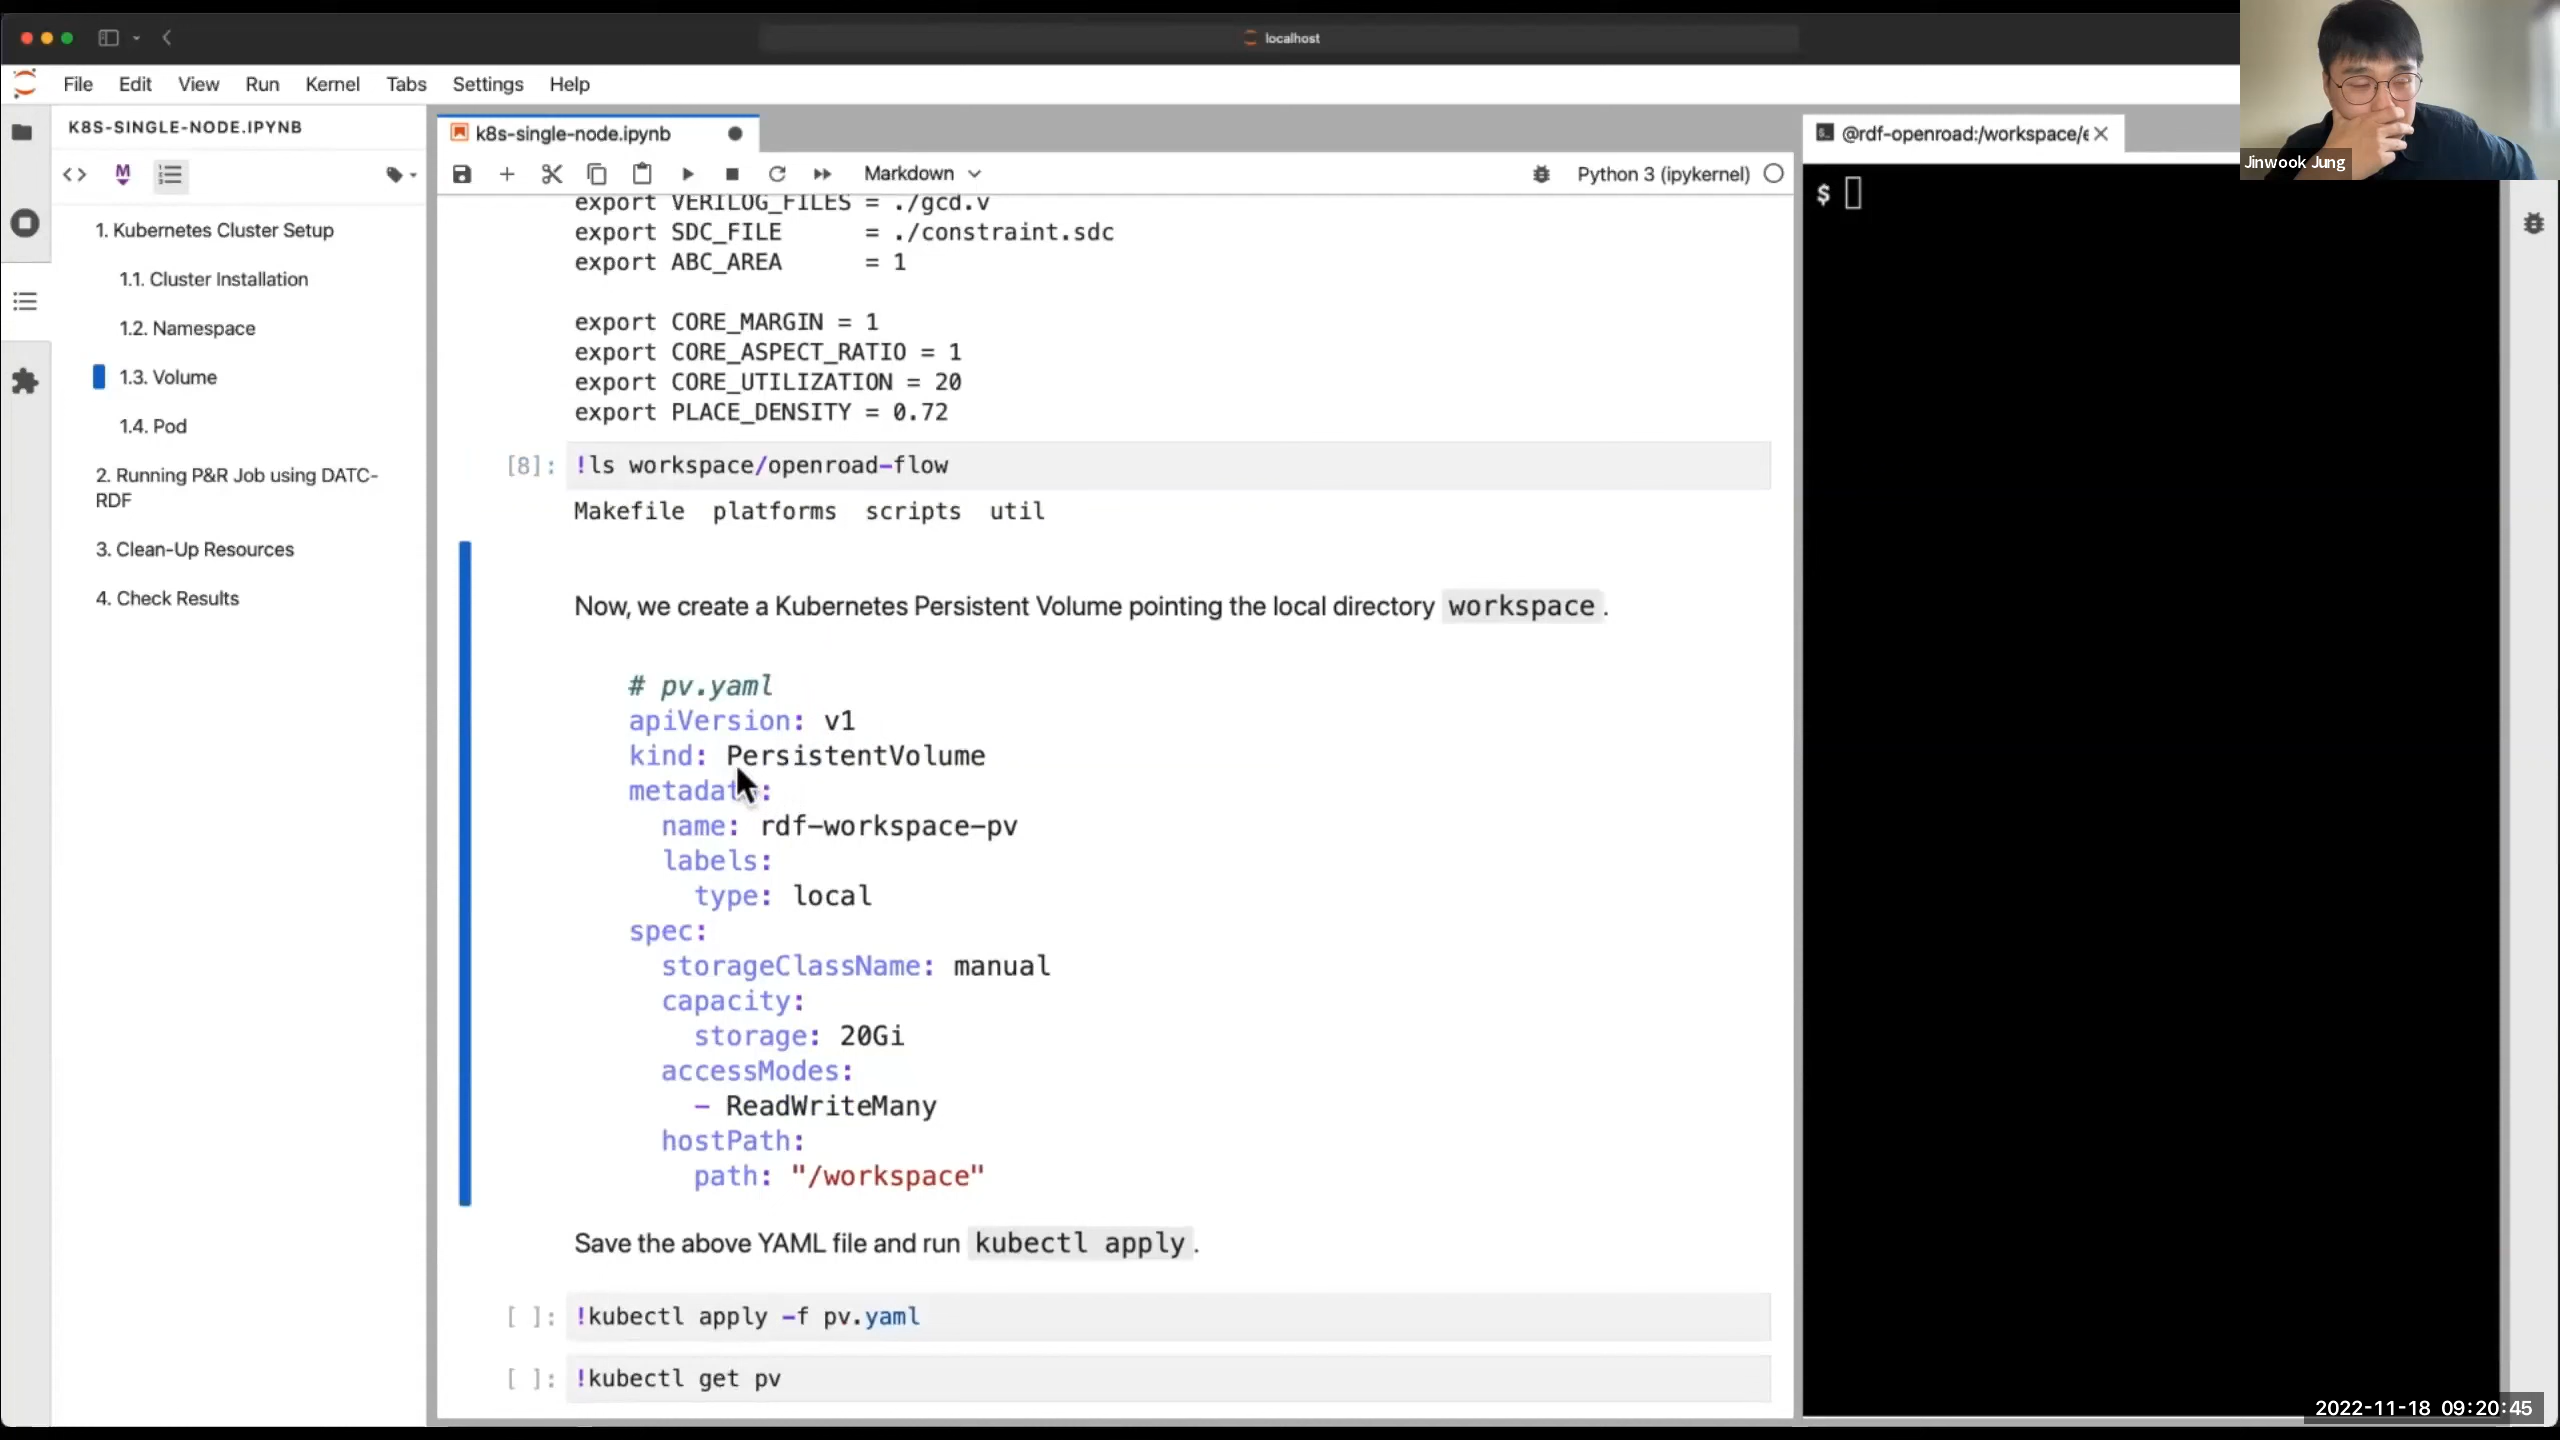 localhost
File Edit View Run Kernel Tabs Settings Help
K8S-SINGLE-NODE.IPYNB
1. Kubernetes Cluster Setup
1.1. Cluster Installation
1.2. Namespace
1.3. Volume
1.4. Pod
2. Running P&R Job using DATC-
RDF
3. Clean-Up Resources
4. Check Results
k8s-single-node.ipynb
Markdown
Python 3 (ipykernel)
export VERILOG_FILES = ./gcd.v
export SDC_FILE = ./constraint.sdc
export ABC_AREA = 1
export CORE_MARGIN = 1
export CORE_ASPECT_RATIO = 1
export CORE_UTILIZATION = 20
export PLACE_DENSITY = 0.72
[8]: !ls workspace/openroad-flow
Makefile platforms scripts util
Now, we create a Kubernetes Persistent Volume pointing the local directory workspace.
# pv.yaml
apiVersion: v1
kind: PersistentVolume
metadata:
name: rdf-workspace-pv
labels:
type: local
spec:
storageClassName: manual
capacity:
storage: 20Gi
accessModes:
- ReadWriteMany
hostPath:
path: "/workspace"
Save the above YAML file and run kubectl apply.
[ ]: !kubectl apply -f pv.yaml
[ ]: !kubectl get pv
@rdf-openroad:/workspace/e
$
Jinwook Jung
2022-11-18 09:20:45